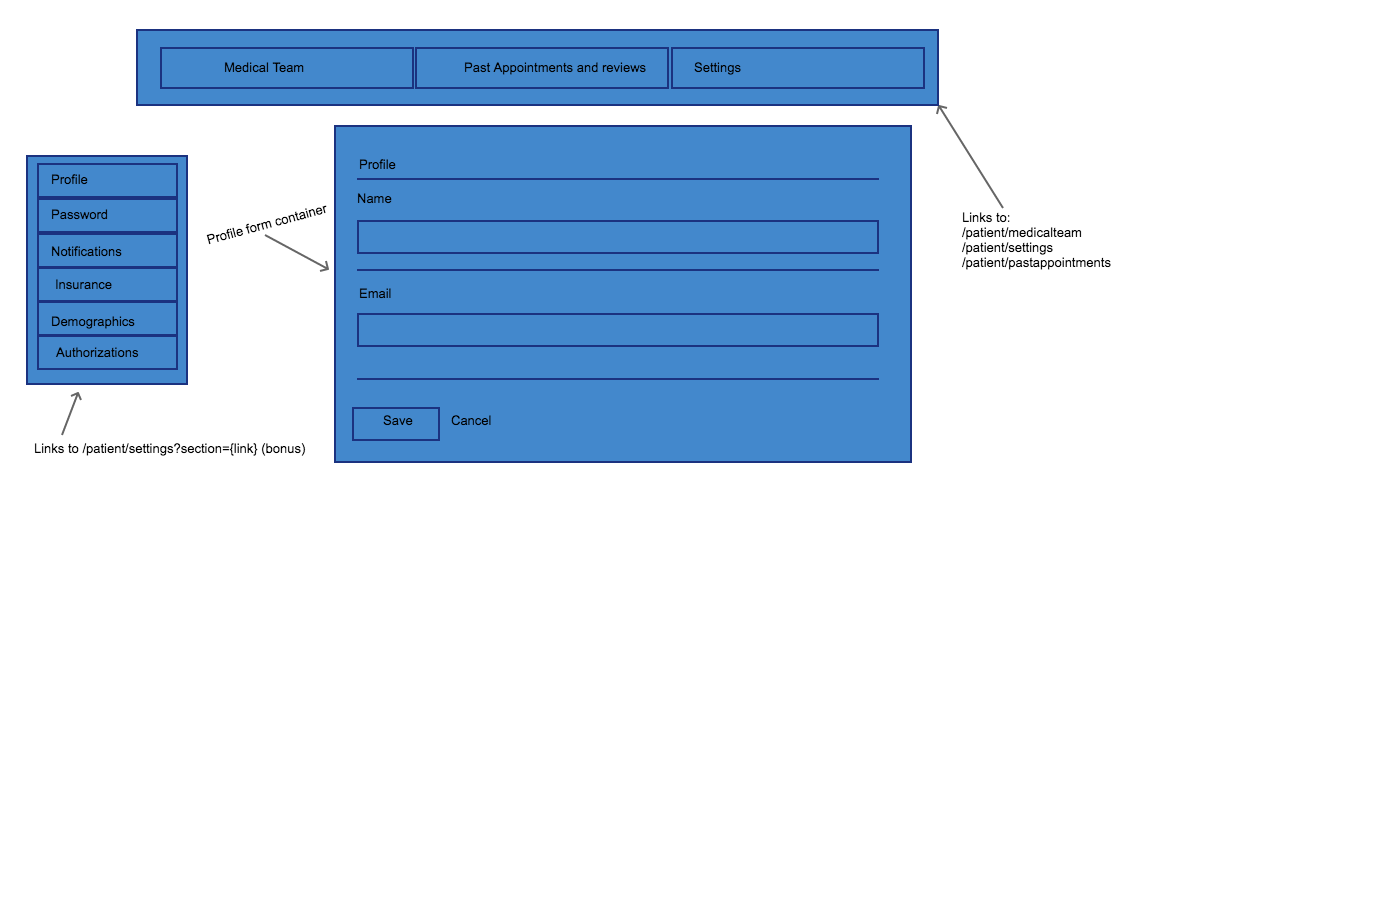 Medical Team
Past Appointments and reviews
Settings
Profile
Password
Notifications
Insurance
Demographics
Authorizations
Links to /patient/settings?section={link} (bonus)
Profile form container
Profile
Name
Email
Save
Cancel
Links to:
/patient/medicalteam
/patient/settings
/patient/pastappointments